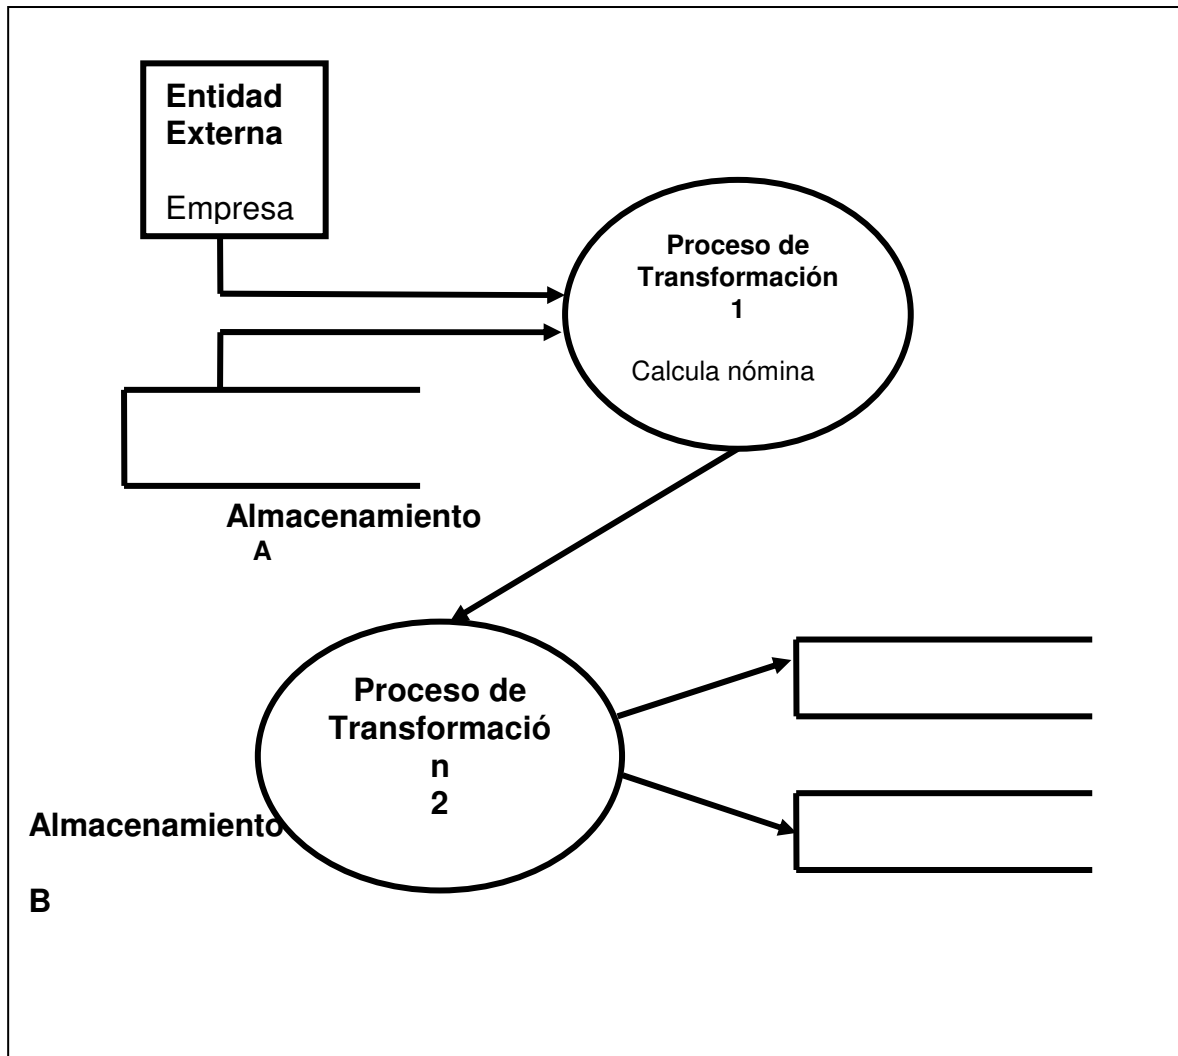 Entidad
Externa
Empresa
Proceso de
Transformación
1
Calcula nómina
Almacenamiento
A
Proceso de
Transformació
n
2
Almacenamiento
B